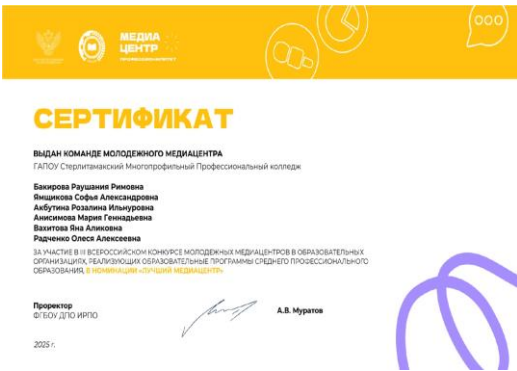 МЕДИА
ЦЕНТР
СЕРТИФИКАТ
ВЫДАН КОМАНДЕ МОЛОДЕЖНОГО МЕДИАЦЕНТРА
ГАПОУ Стерлитамакский Многопрофильный Профессиональный колледж
Бакирова Раушания Римовна
Ямщикова Софья Александровна
Акбутина Розалина Ильнуровна
Анисимова Мария Геннадьевна
Вахитова Яна Аликовна
Радченко Олеся Алексеевна
ЗА УЧАСТИЕ В III ВСЕРОССИЙСКОМ КОНКУРСЕ МОЛОДЕЖНЫХ МЕДИАЦЕНТРОВ В ОБРАЗОВАТЕЛЬНЫХ
ОРГАНИЗАЦИЯХ, РЕАЛИЗУЮЩИХ ОБРАЗОВАТЕЛЬНЫЕ ПРОГРАММЫ СРЕДНЕГО ПРОФЕССИОНАЛЬНОГО
ОБРАЗОВАНИЯ, В НОМИНАЦИИ «ЛУЧШИЙ МЕДИАЦЕНТР»
Проректор
ФГБОУ ДПО ИРПО
А.В. Муратов
2025 г.